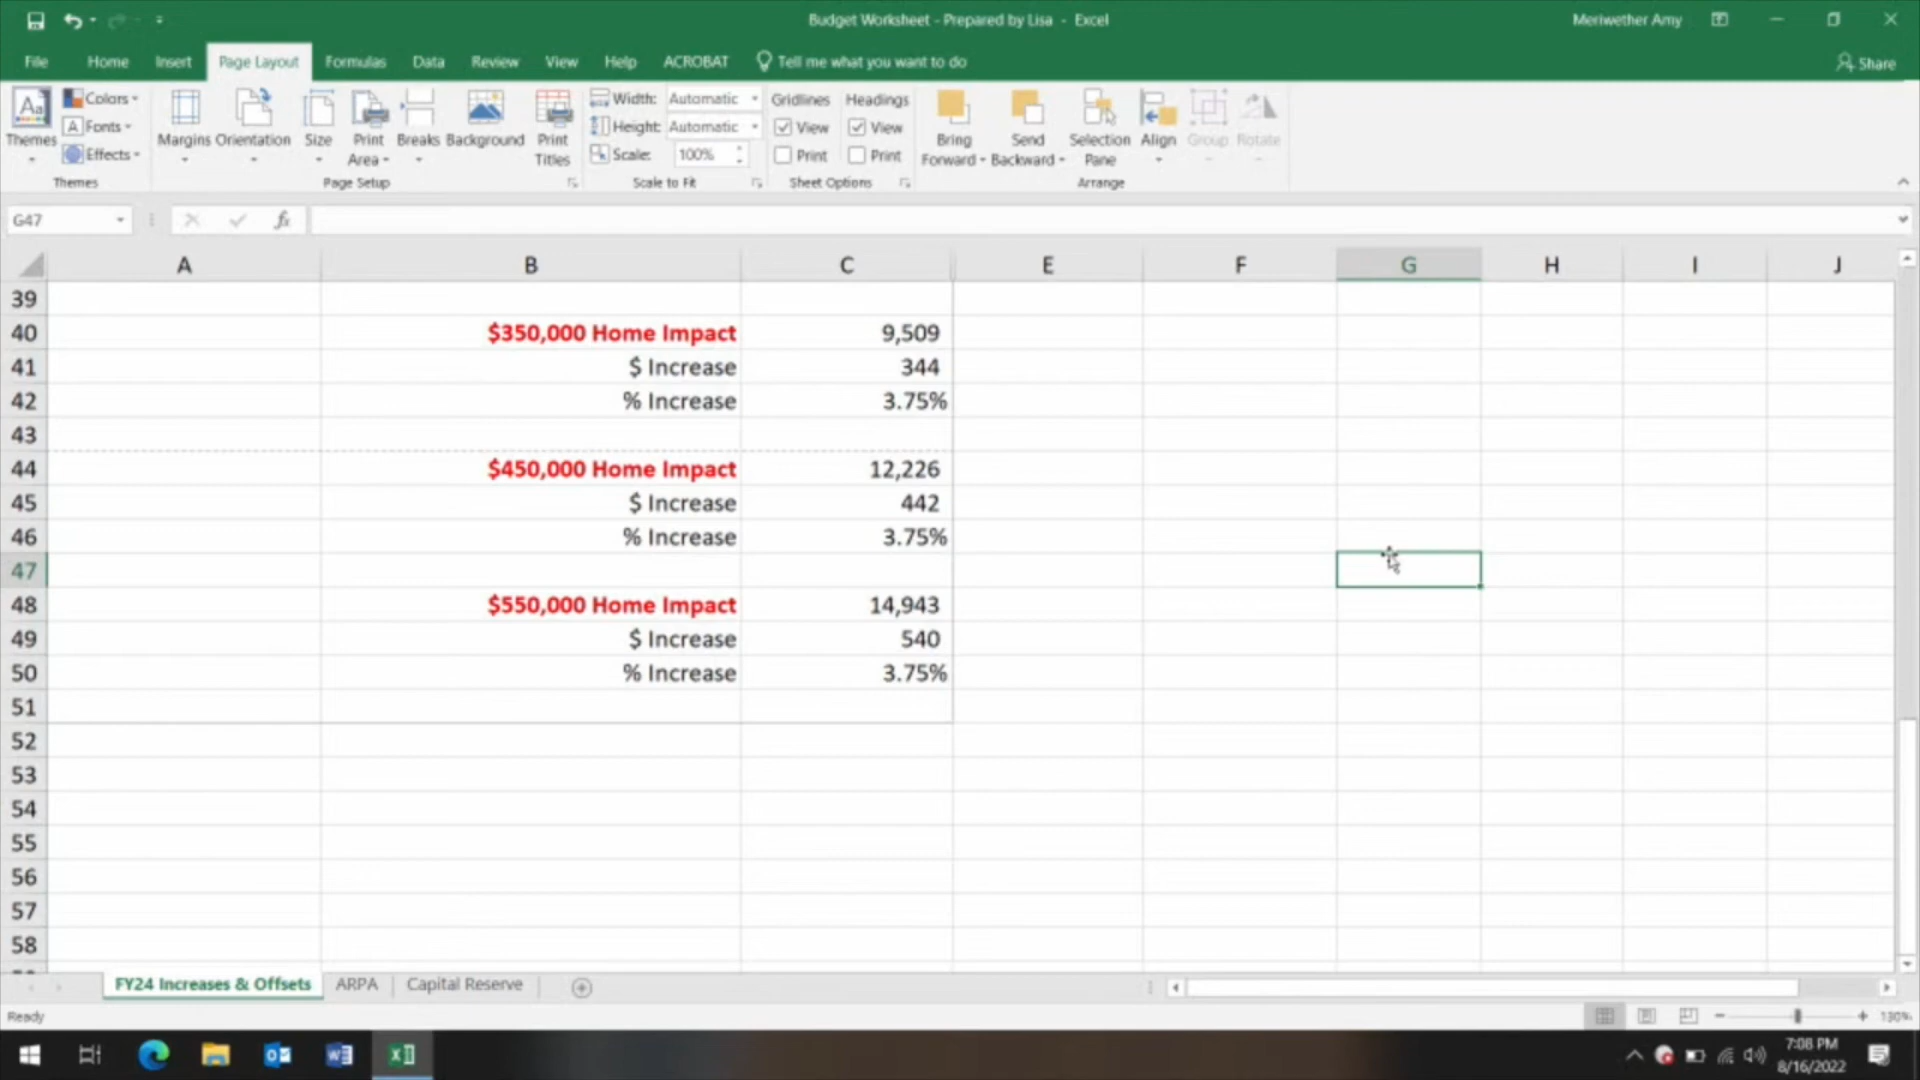 Budget Worksheet - Prepared by Lisa - Excel
Meriwether Amy
File Home Insert Page Layout Formulas Data Review View Help ACROBAT Tell me what you want to do
Share
Themes Colors Fonts Effects
Themes
Margins Orientation Size Print Area Breaks Background Print Titles
Page Setup
Width: Automatic
Height: Automatic
Scale: 100%
Scale to Fit
Gridlines Headings
View View
Print Print
Sheet Options
Bring Forward Send Backward Selection Pane Align Group Rotate
Arrange
G47 fx
A B C E F G H I J
39
40 $350,000 Home Impact 9,509
41 $ Increase 344
42 % Increase 3.75%
43
44 $450,000 Home Impact 12,226
45 $ Increase 442
46 % Increase 3.75%
47
48 $550,000 Home Impact 14,943
49 $ Increase 540
50 % Increase 3.75%
51
52
53
54
55
56
57
58
FY24 Increases & Offsets ARPA Capital Reserve
Ready
130%
7:08 PM
8/16/2022